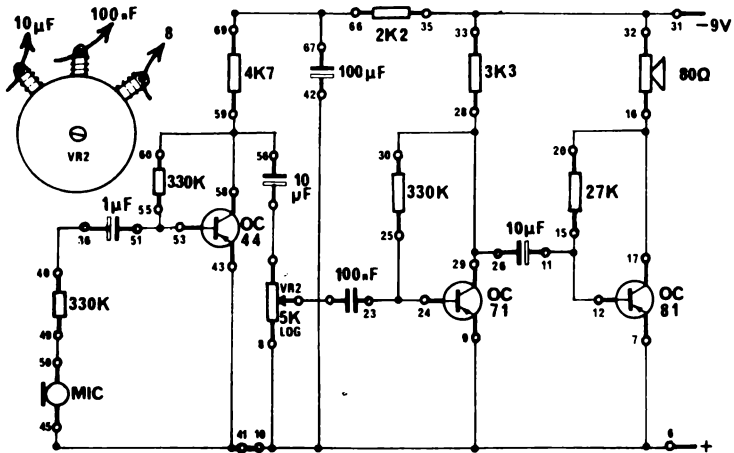 10µF
100nF
8
VR2
69
66
2K2
35
33
32
31
−9V
67
4K7
100µF
42
3K3
80Ω
59
28
16
60
56
30
20
330K
58
10
µF
330K
27K
1µF
55
25
10µF
15
36
51
53
OC
44
43
29
26
11
17
40
VR2
100nF
OC
71
OC
81
330K
5K
LOG
23
24
12
49
8
9
7
50
MIC
45
41
10
6
+